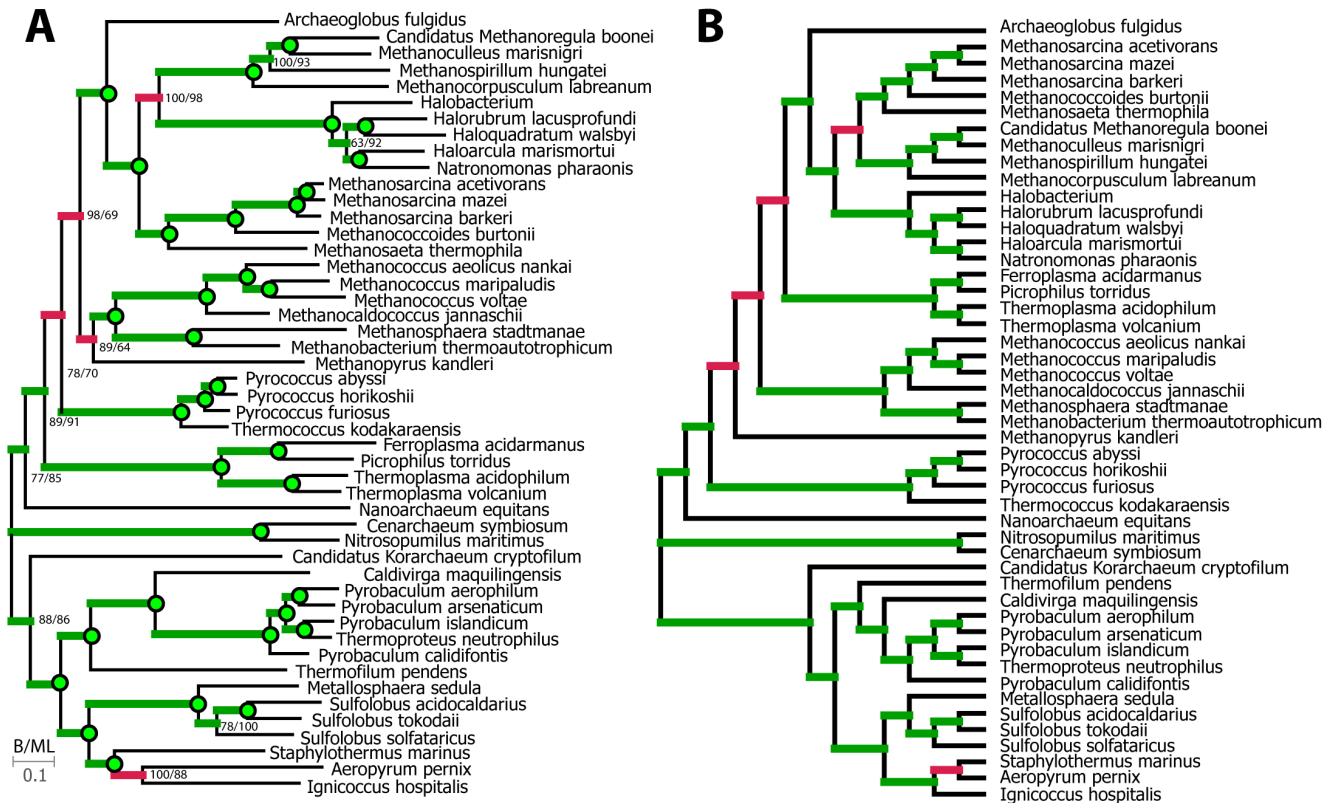 A
Archaeoglobus fulgidus
Candidatus Methanoregula boonei
Methanoculleus marisnigri
100/93
Methanospirillum hungatei
Methanocorpusculum labreanum
100/98
Halobacterium
Halorubrum lacusprofundi
Haloquadratum walsbyi
63/92
Haloarcula marismortui
Natronomonas pharaonis
Methanosarcina acetivorans
Methanosarcina mazei
Methanosarcina barkeri
98/69
Methanococcoides burtonii
Methanosaeta thermophila
Methanococcus aeolicus nankai
Methanococcus maripaludis
Methanococcus voltae
Methanocaldococcus jannaschii
Methanosphaera stadtmanae
89/64
Methanobacterium thermoautotrophicum
Methanopyrus kandleri
78/70
Pyrococcus abyssi
Pyrococcus horikoshii
Pyrococcus furiosus
89/91
Thermococcus kodakaraensis
Ferroplasma acidarmanus
Picrophilus torridus
77/85
Thermoplasma acidophilum
Thermoplasma volcanium
Nanoarchaeum equitans
Cenarchaeum symbiosum
Nitrosopumilus maritimus
Candidatus Korarchaeum cryptofilum
Caldivirga maquilingensis
Pyrobaculum aerophilum
Pyrobaculum arsenaticum
88/86
Pyrobaculum islandicum
Thermoproteus neutrophilus
Pyrobaculum calidifontis
Thermofilum pendens
Metallosphaera sedula
Sulfolobus acidocaldarius
Sulfolobus tokodaii
78/100
Sulfolobus solfataricus
Staphylothermus marinus
Aeropyrum pernix
100/88
Ignicoccus hospitalis
B/ML
0.1
B
Archaeoglobus fulgidus
Methanosarcina acetivorans
Methanosarcina mazei
Methanosarcina barkeri
Methanococcoides burtonii
Methanosaeta thermophila
Candidatus Methanoregula boonei
Methanoculleus marisnigri
Methanospirillum hungatei
Methanocorpusculum labreanum
Halobacterium
Halorubrum lacusprofundi
Haloquadratum walsbyi
Haloarcula marismortui
Natronomonas pharaonis
Ferroplasma acidarmanus
Picrophilus torridus
Thermoplasma acidophilum
Thermoplasma volcanium
Methanococcus aeolicus nankai
Methanococcus maripaludis
Methanococcus voltae
Methanocaldococcus jannaschii
Methanosphaera stadtmanae
Methanobacterium thermoautotrophicum
Methanopyrus kandleri
Pyrococcus abyssi
Pyrococcus horikoshii
Pyrococcus furiosus
Thermococcus kodakaraensis
Nanoarchaeum equitans
Nitrosopumilus maritimus
Cenarchaeum symbiosum
Candidatus Korarchaeum cryptofilum
Thermofilum pendens
Caldivirga maquilingensis
Pyrobaculum aerophilum
Pyrobaculum arsenaticum
Pyrobaculum islandicum
Thermoproteus neutrophilus
Pyrobaculum calidifontis
Metallosphaera sedula
Sulfolobus acidocaldarius
Sulfolobus tokodaii
Sulfolobus solfataricus
Staphylothermus marinus
Aeropyrum pernix
Ignicoccus hospitalis